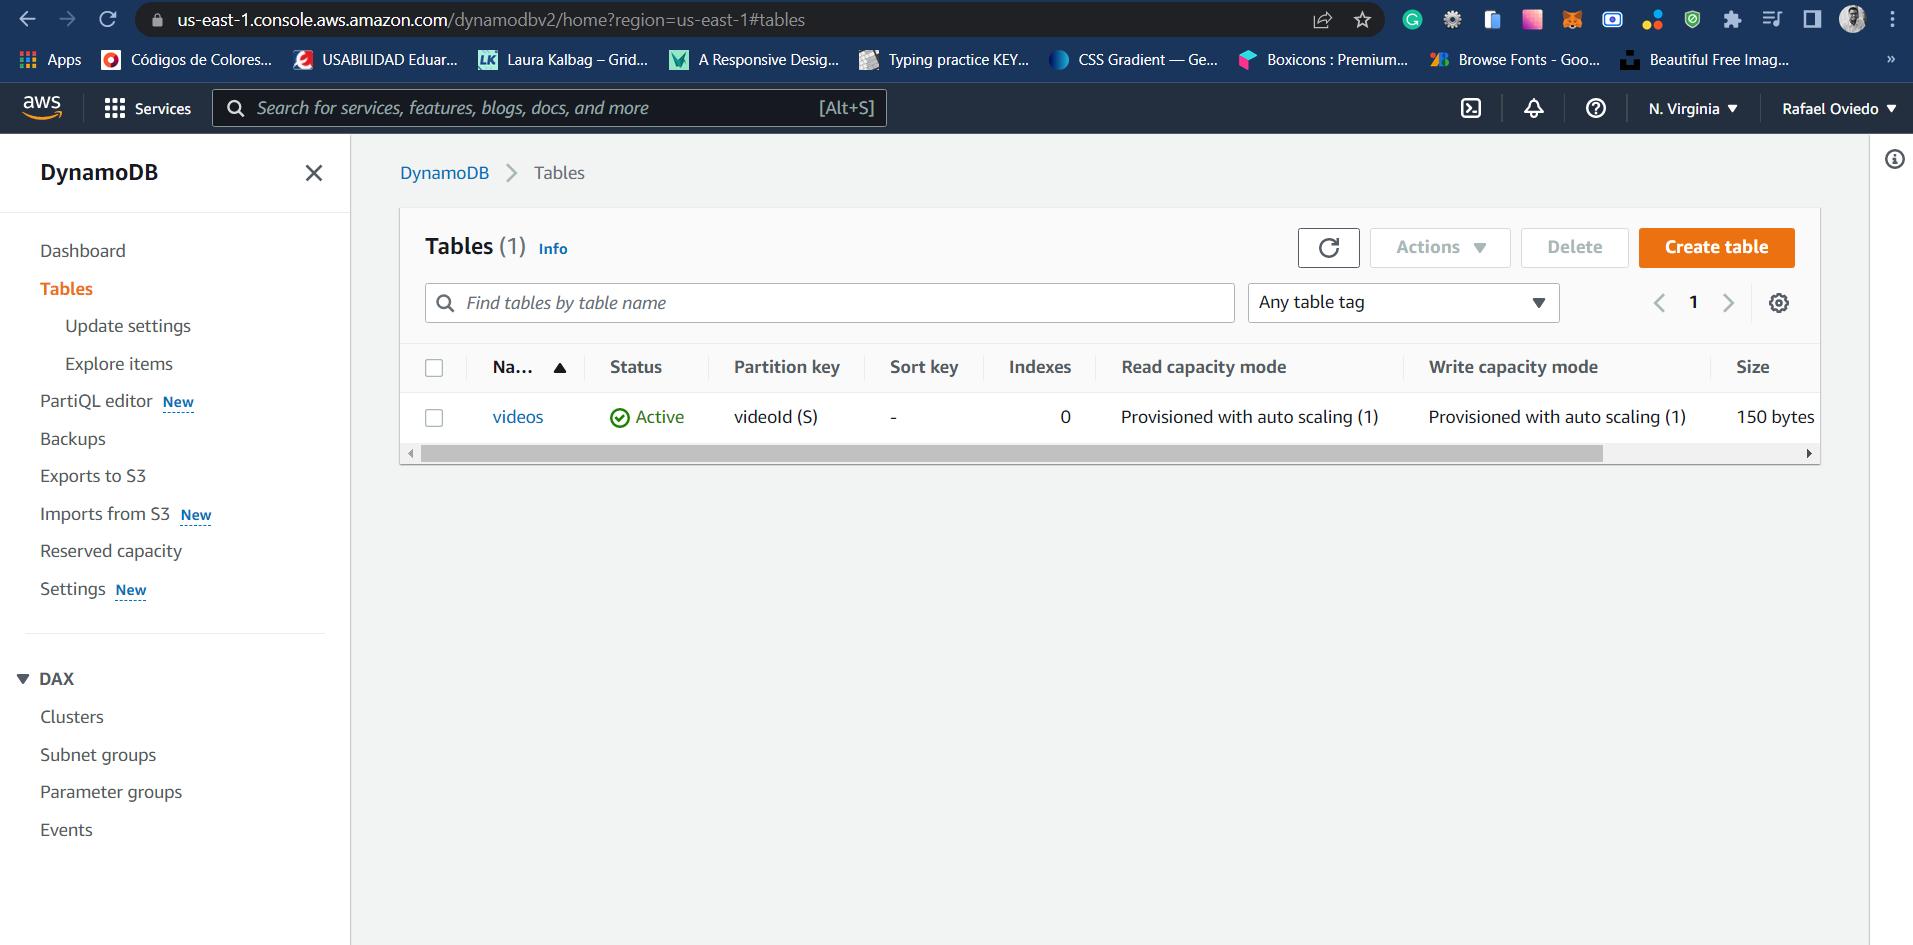 us-east-1.console.aws.amazon.com/dynamodbv2/home?region=us-east-1#tables
Apps Códigos de Colores... USABILIDAD Eduar... LK Laura Kalbag – Grid... A Responsive Desig... Typing practice KEY... CSS Gradient — Ge... Boxicons : Premium... Browse Fonts - Goo... Beautiful Free Imag... »
aws Services Search for services, features, blogs, docs, and more [Alt+S] N. Virginia Rafael Oviedo
DynamoDB
Dashboard
Tables
Update settings
Explore items
PartiQL editor New
Backups
Exports to S3
Imports from S3 New
Reserved capacity
Settings New
DAX
Clusters
Subnet groups
Parameter groups
Events
DynamoDB > Tables
Tables (1) Info Actions Delete Create table
Find tables by table name Any table tag 1
Na... Status Partition key Sort key Indexes Read capacity mode Write capacity mode Size
videos Active videoId (S) - 0 Provisioned with auto scaling (1) Provisioned with auto scaling (1) 150 bytes